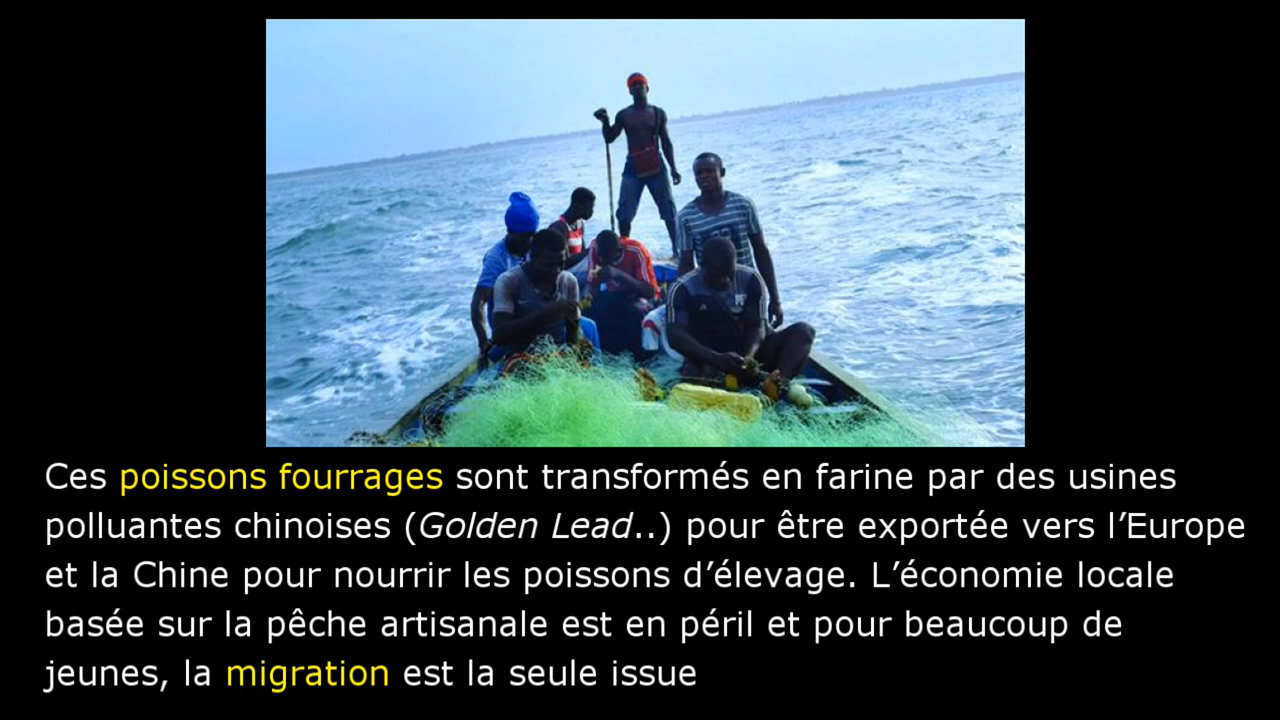 Ces poissons fourrages sont transformés en farine par des usines
polluantes chinoises (Golden Lead..) pour être exportée vers l’Europe
et la Chine pour nourrir les poissons d’élevage. L’économie locale
basée sur la pêche artisanale est en péril et pour beaucoup de
jeunes, la migration est la seule issue